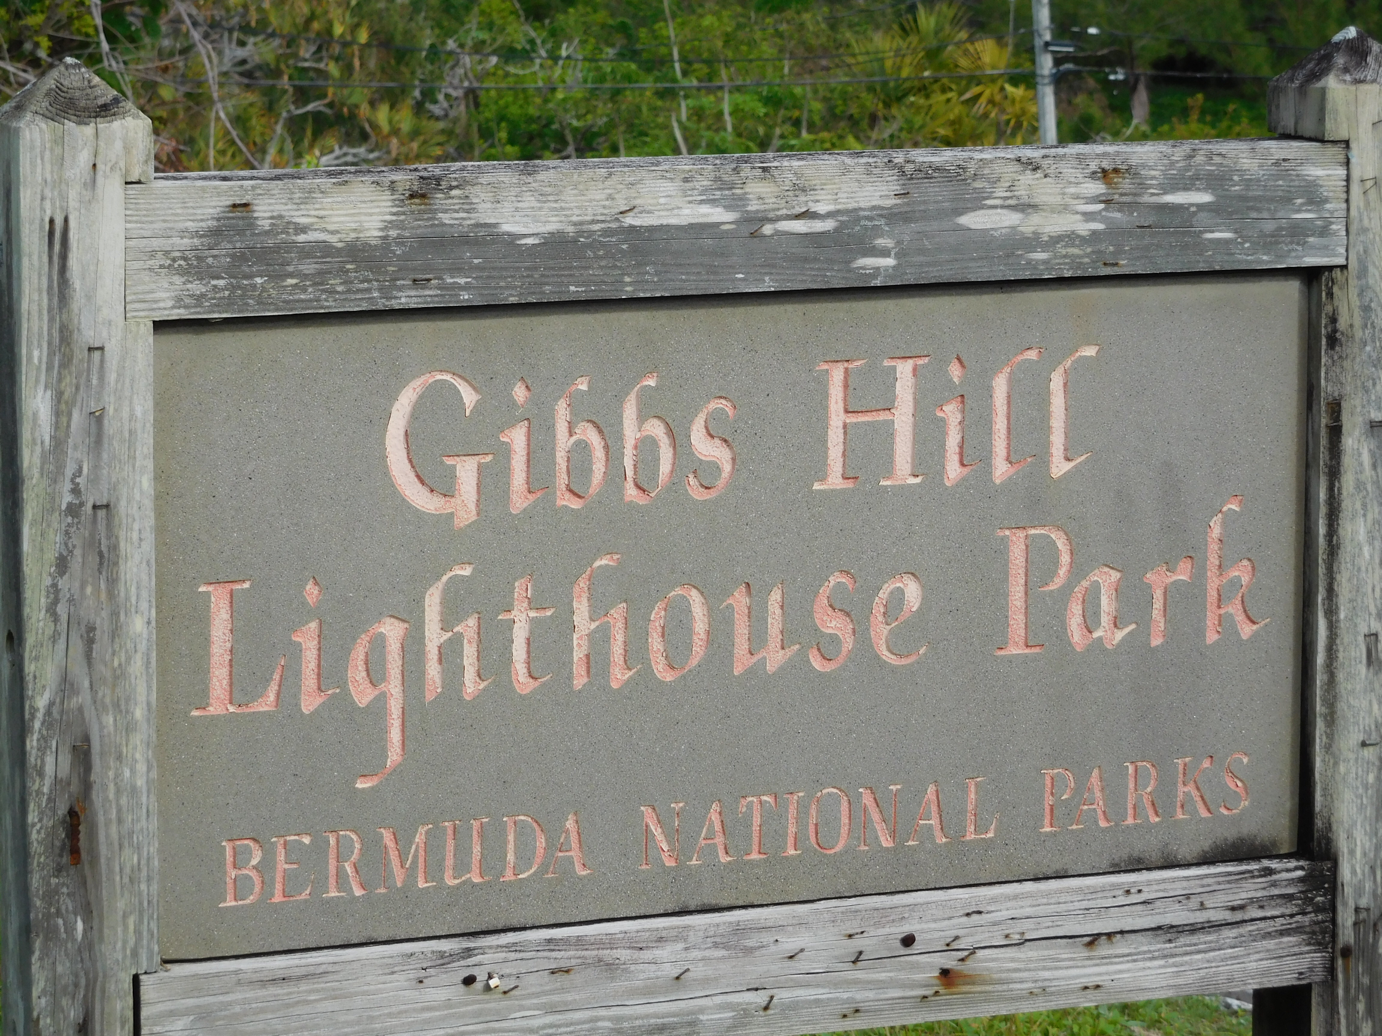 Gibbs Hill
Lighthouse Park
BERMUDA NATIONAL PARKS